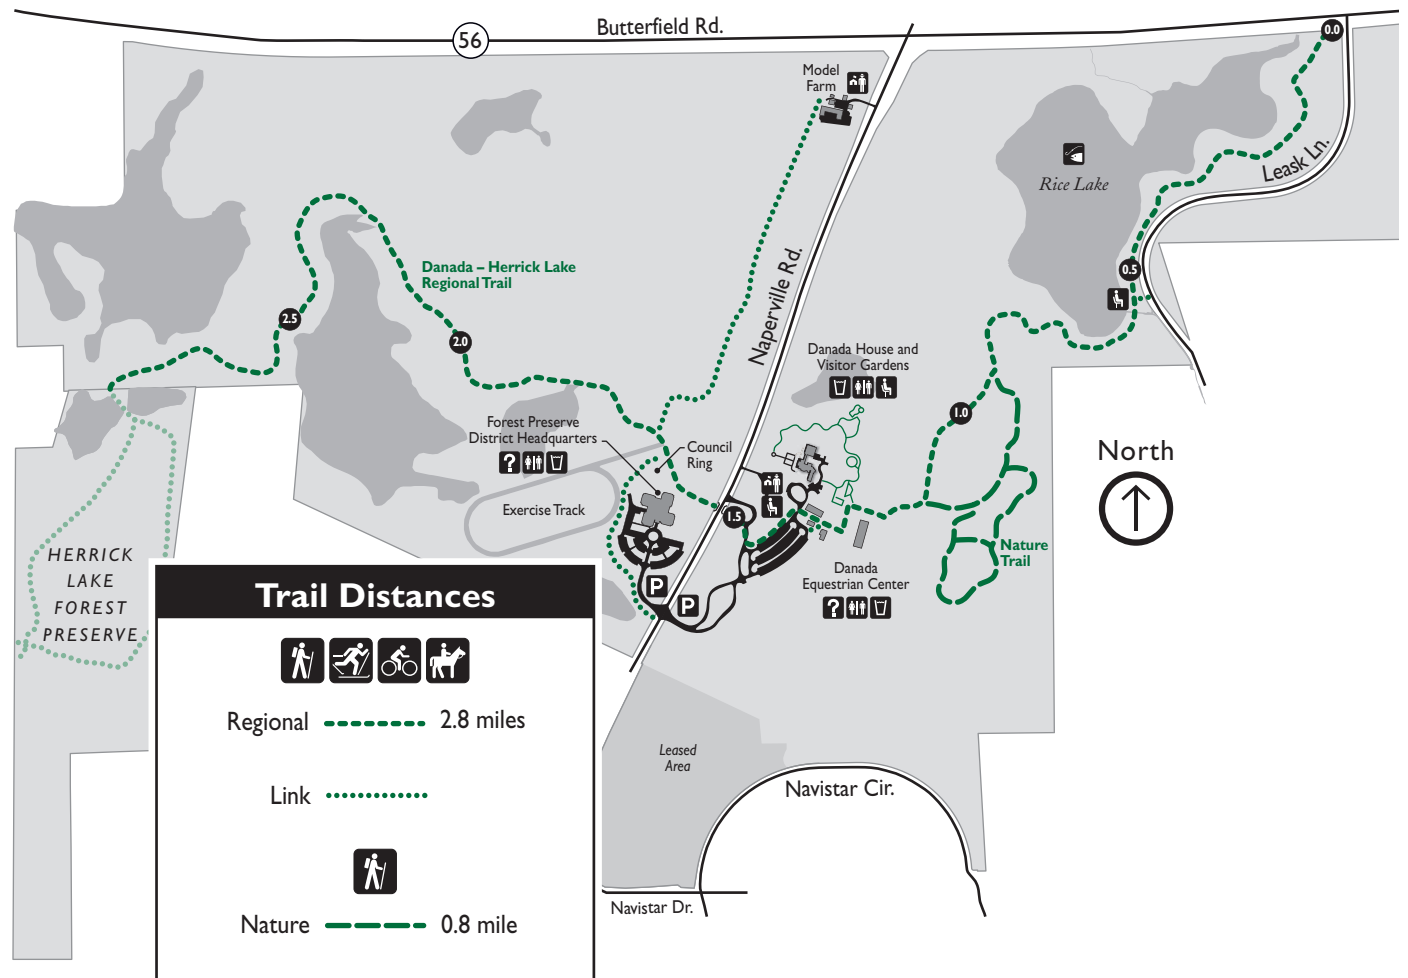 Butterfield Rd.
56
0.0
Model
Farm
Leask Ln.
Rice Lake
Naperville Rd.
Danada – Herrick Lake
Regional Trail
0.5
2.5
2.0
Danada House and
Visitor Gardens
1.0
Forest Preserve
District Headquarters
?
Council
Ring
North
Exercise Track
1.5
Nature
Trail
HERRICK
LAKE
FOREST
PRESERVE
Danada
Equestrian Center
?
P
P
Trail Distances
Regional 2.8 miles
Link
Nature 0.8 mile
Leased
Area
Navistar Cir.
Navistar Dr.